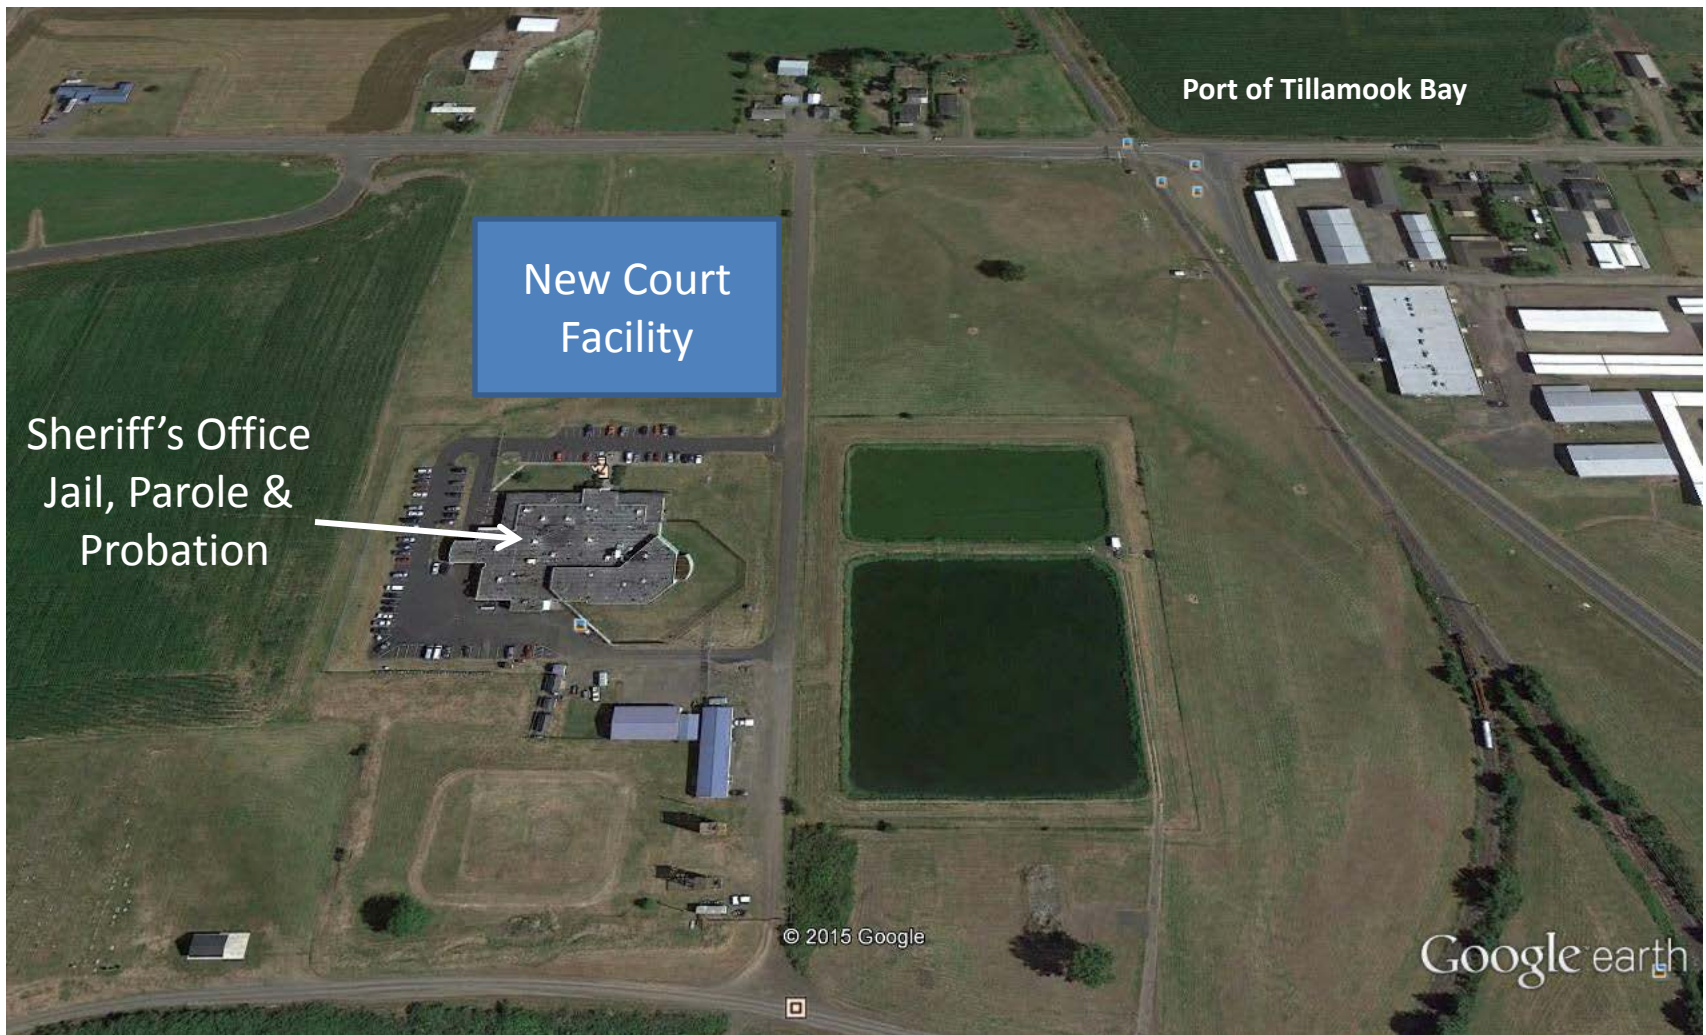 Port of Tillamook Bay
New Court
Facility
Sheriff’s Office
Jail, Parole &
Probation
© 2015 Google
Google earth